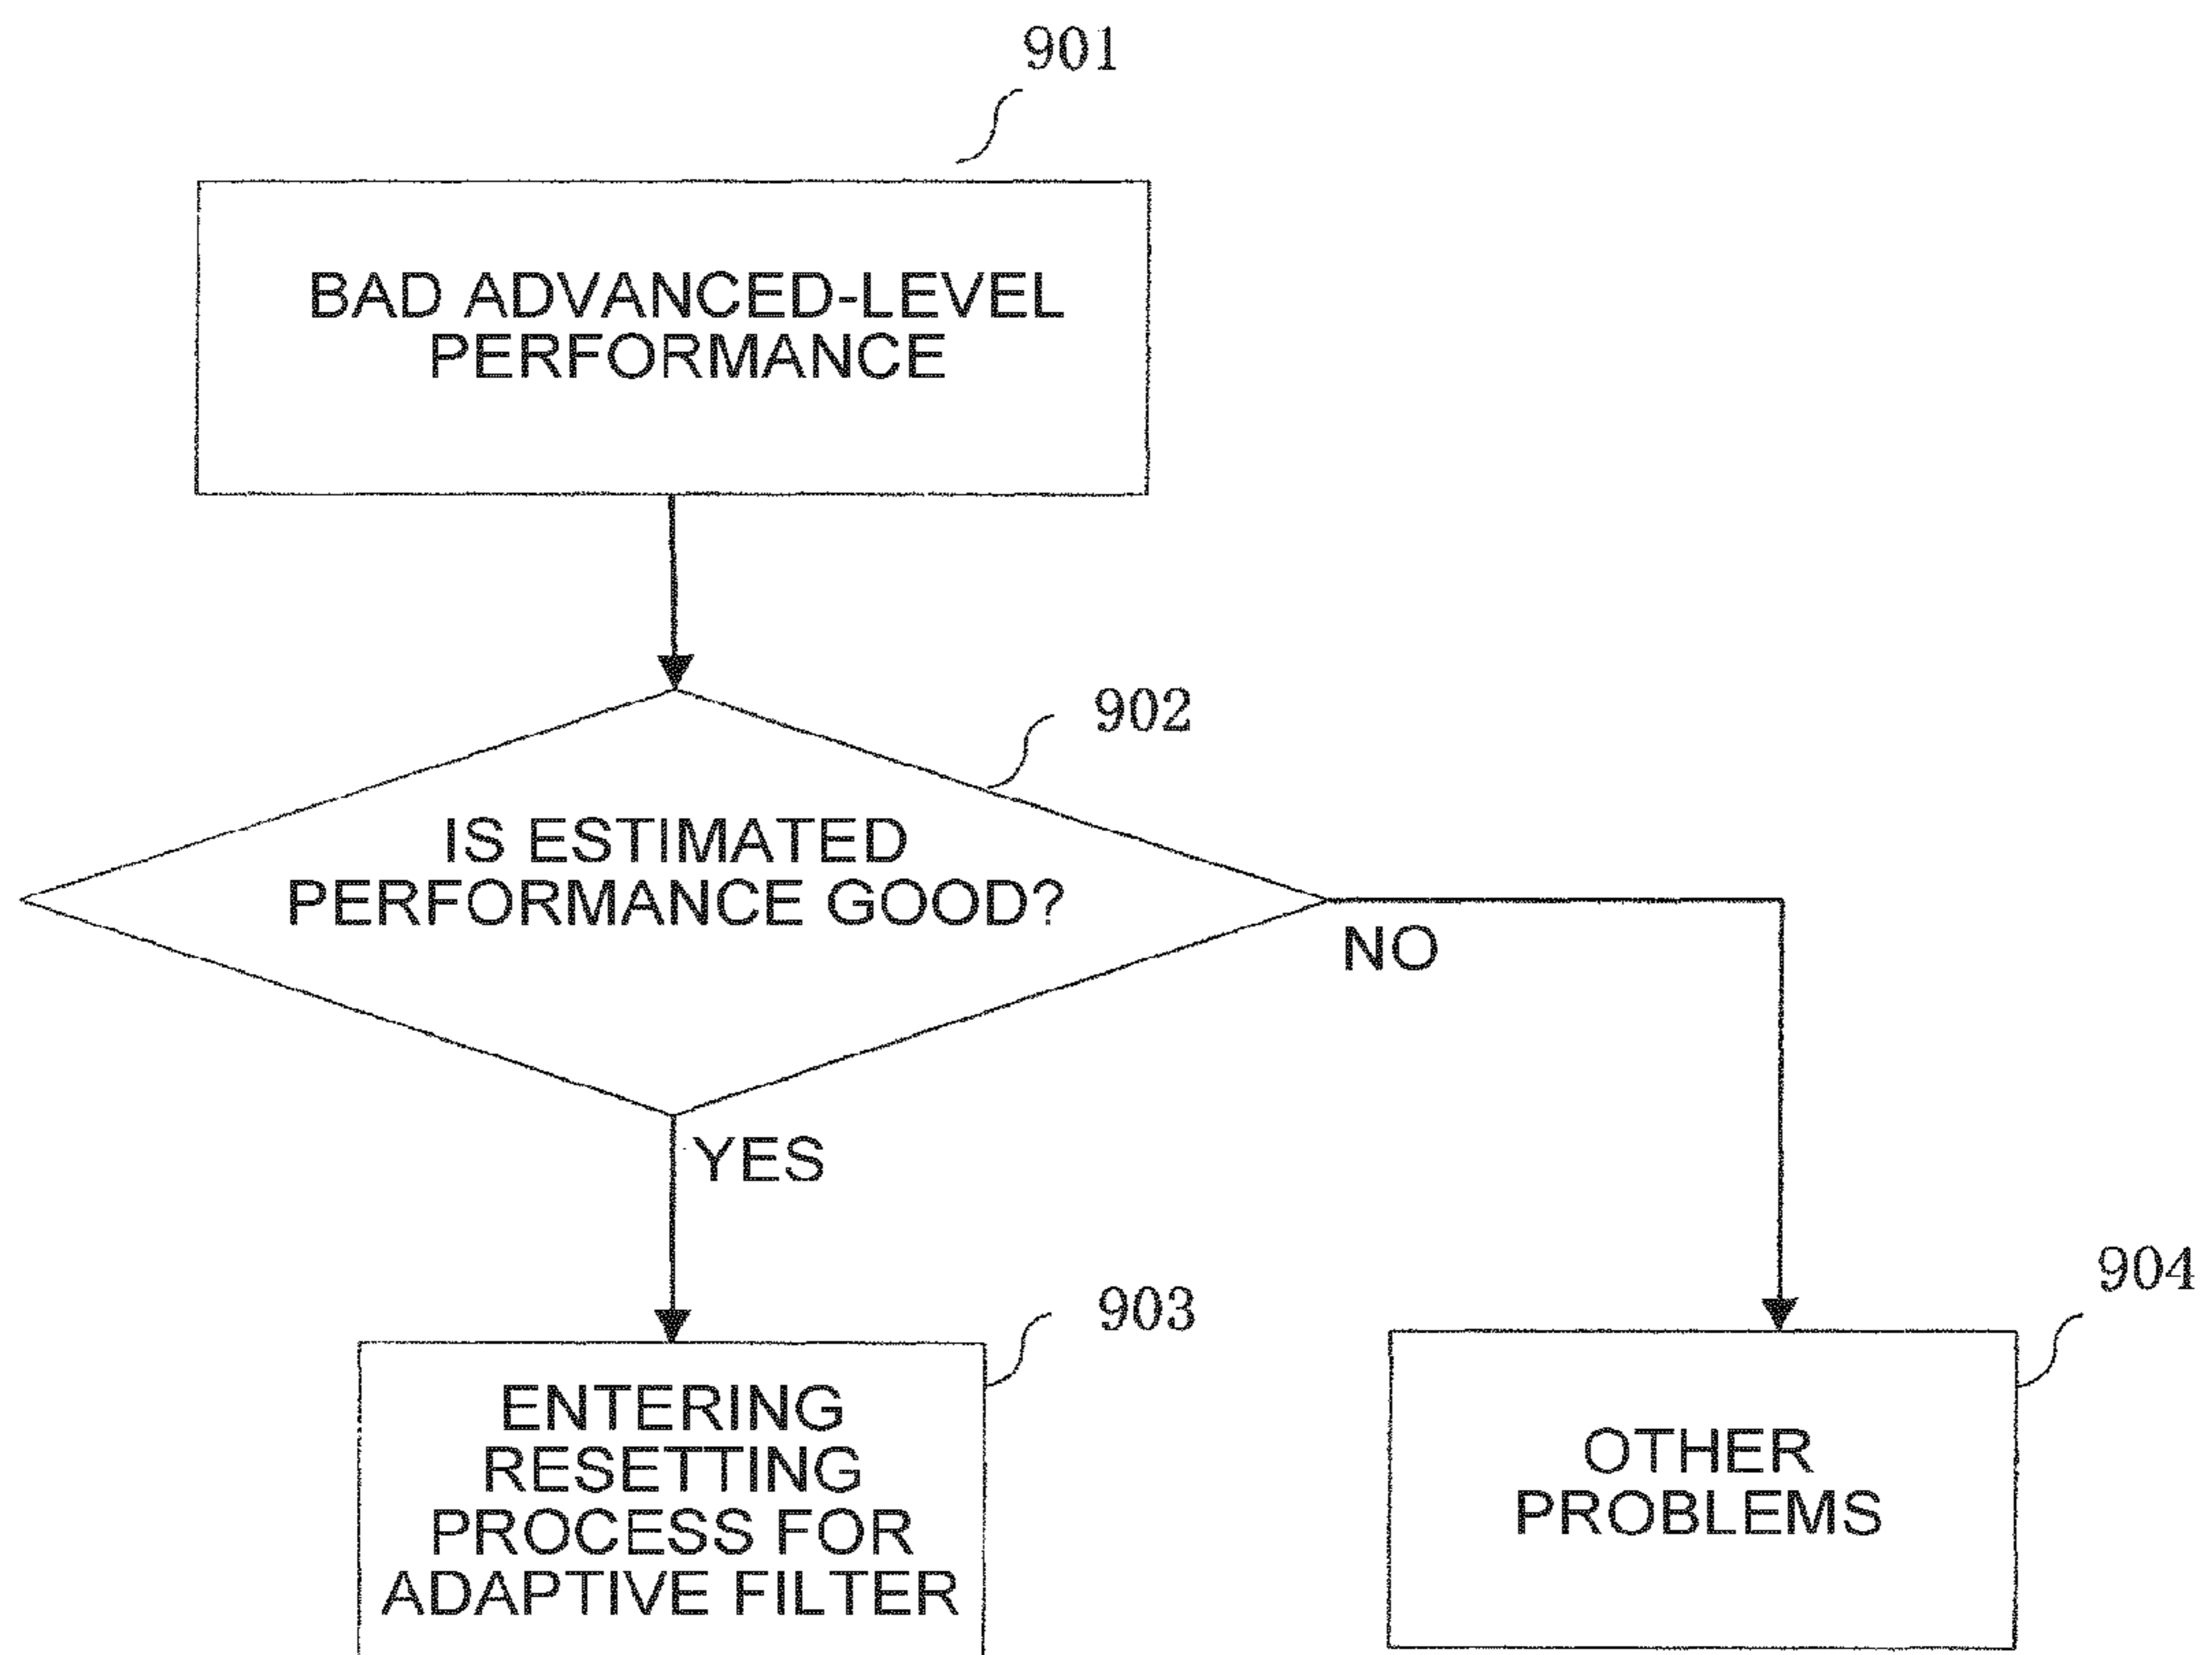 901
BAD ADVANCED-LEVEL
PERFORMANCE
902
IS ESTIMATED
PERFORMANCE GOOD?
NO
YES
903
904
ENTERING
RESETTING
PROCESS FOR
ADAPTIVE FILTER
OTHER
PROBLEMS